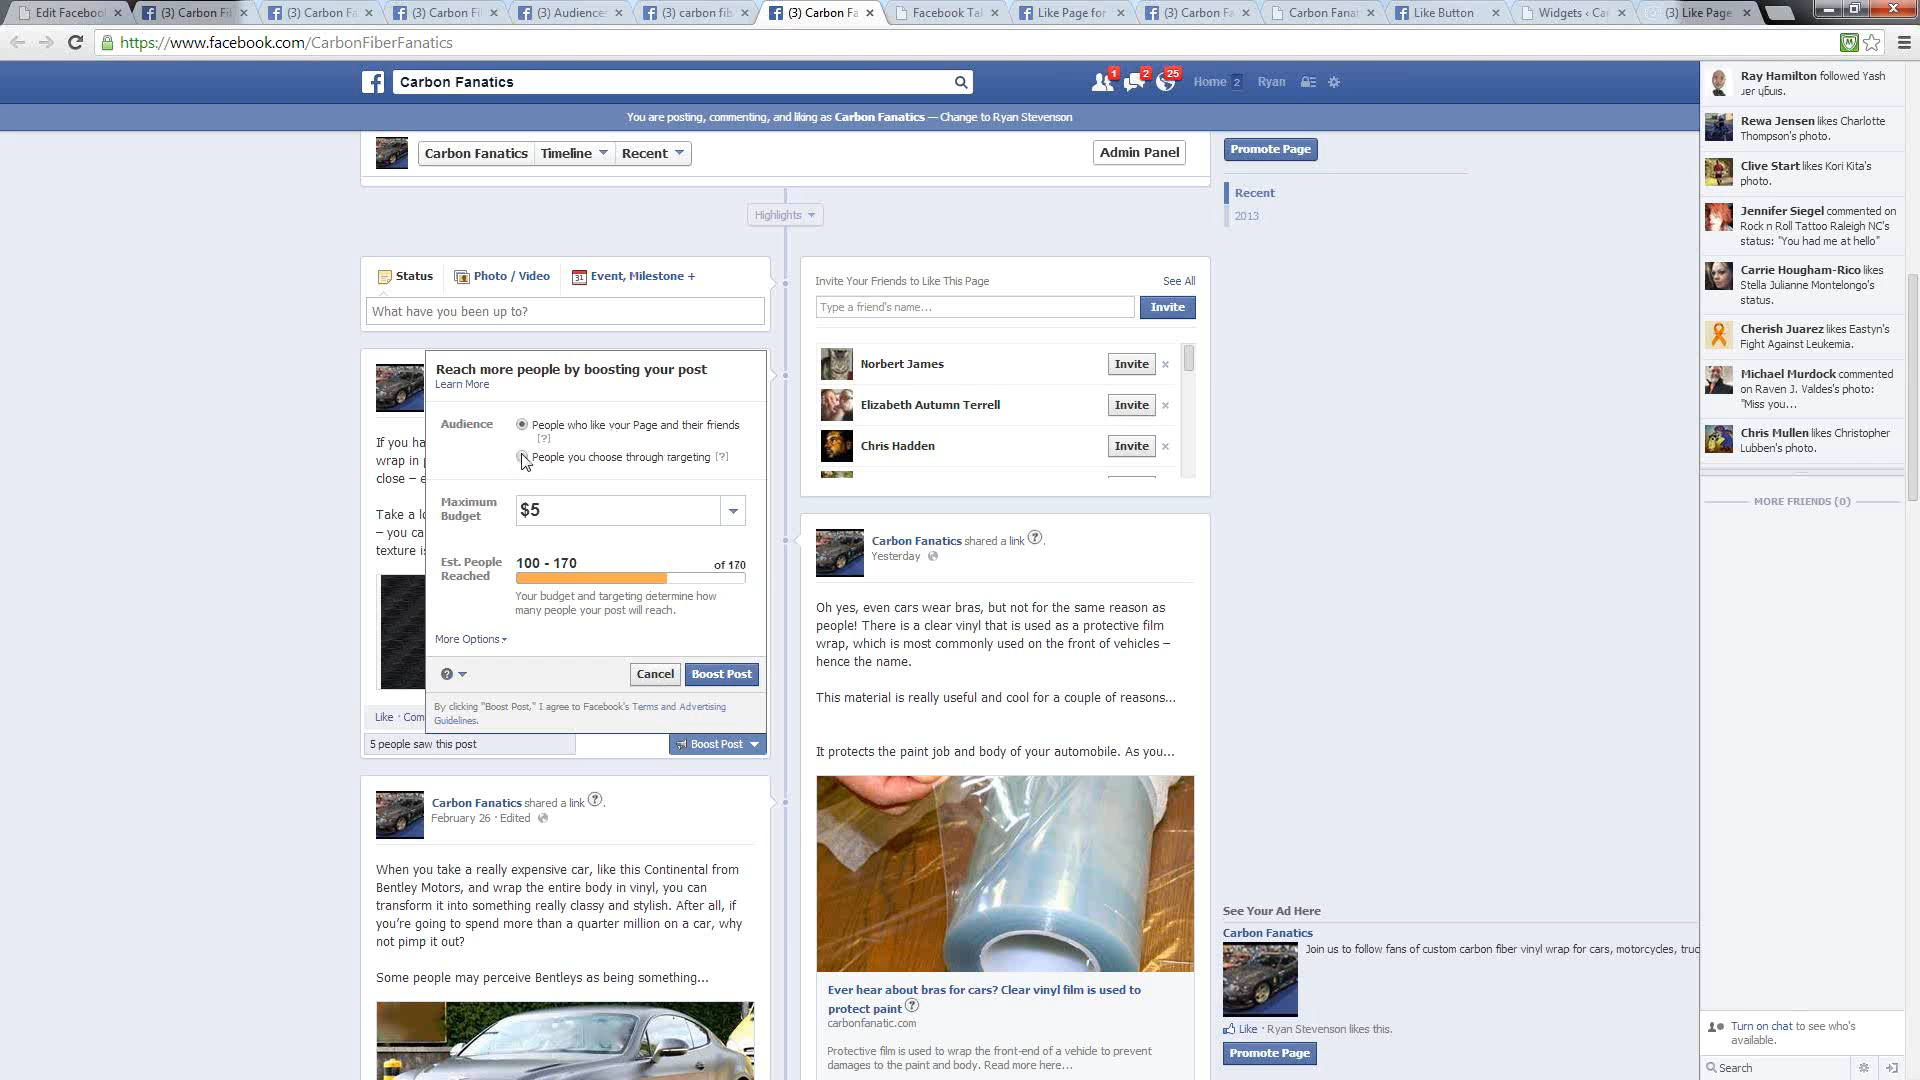 Edit Facebook
(3) Carbon Fi
(3) Carbon Fa
(3) Carbon Fi
(3) Audience
(3) carbon fib
(3) Carbon Fa
Facebook Tal
Like Page for
(3) Carbon Fa
Carbon Fanat
Like Button
Widgets ‹ Car
(3) Like Page
https://www.facebook.com/CarbonFiberFanatics
Carbon Fanatics
1
2
25
Home 2
Ryan
You are posting, commenting, and liking as Carbon Fanatics — Change to Ryan Stevenson
Carbon Fanatics
Timeline
Recent
Admin Panel
Promote Page
Recent
2013
Highlights
Status
Photo / Video
31
Event, Milestone +
What have you been up to?
Reach more people by boosting your post
Learn More
Audience
People who like your Page and their friends
[?]
People you choose through targeting [?]
Maximum
Budget
$5
Est. People
Reached
100 - 170
of 170
Your budget and targeting determine how
many people your post will reach.
More Options
Cancel
Boost Post
By clicking "Boost Post," I agree to Facebook's Terms and Advertising
Guidelines.
If you ha
wrap in
close – e
Take a lo
– you ca
texture is
Like · Com
5 people saw this post
Boost Post
Carbon Fanatics shared a link ?.
February 26 · Edited
When you take a really expensive car, like this Continental from
Bentley Motors, and wrap the entire body in vinyl, you can
transform it into something really classy and stylish. After all, if
you're going to spend more than a quarter million on a car, why
not pimp it out?
Some people may perceive Bentleys as being something...
Invite Your Friends to Like This Page
See All
Type a friend's name...
Invite
Norbert James
Invite
Elizabeth Autumn Terrell
Invite
Chris Hadden
Invite
Carbon Fanatics shared a link ?.
Yesterday
Oh yes, even cars wear bras, but not for the same reason as
people! There is a clear vinyl that is used as a protective film
wrap, which is most commonly used on the front of vehicles –
hence the name.
This material is really useful and cool for a couple of reasons...
It protects the paint job and body of your automobile. As you...
Ever hear about bras for cars? Clear vinyl film is used to
protect paint ?
carbonfanatic.com
Protective film is used to wrap the front-end of a vehicle to prevent
damages to the paint and body. Read more here...
See Your Ad Here
Carbon Fanatics
Join us to follow fans of custom carbon fiber vinyl wrap for cars, motorcycles, truc
Like · Ryan Stevenson likes this.
Promote Page
Ray Hamilton followed Yash
Rewa Jensen likes Charlotte
Thompson's photo.
Clive Start likes Kori Kita's
photo.
Jennifer Siegel commented on
Rock n Roll Tattoo Raleigh NC's
status: "You had me at hello"
Carrie Hougham-Rico likes
Stella Julianne Montelongo's
status.
Cherish Juarez likes Eastyn's
Fight Against Leukemia.
Michael Murdock commented
on Raven J. Valdes's photo:
"Miss you...
Chris Mullen likes Christopher
Lubben's photo.
MORE FRIENDS (0)
Turn on chat to see who's
available.
Search